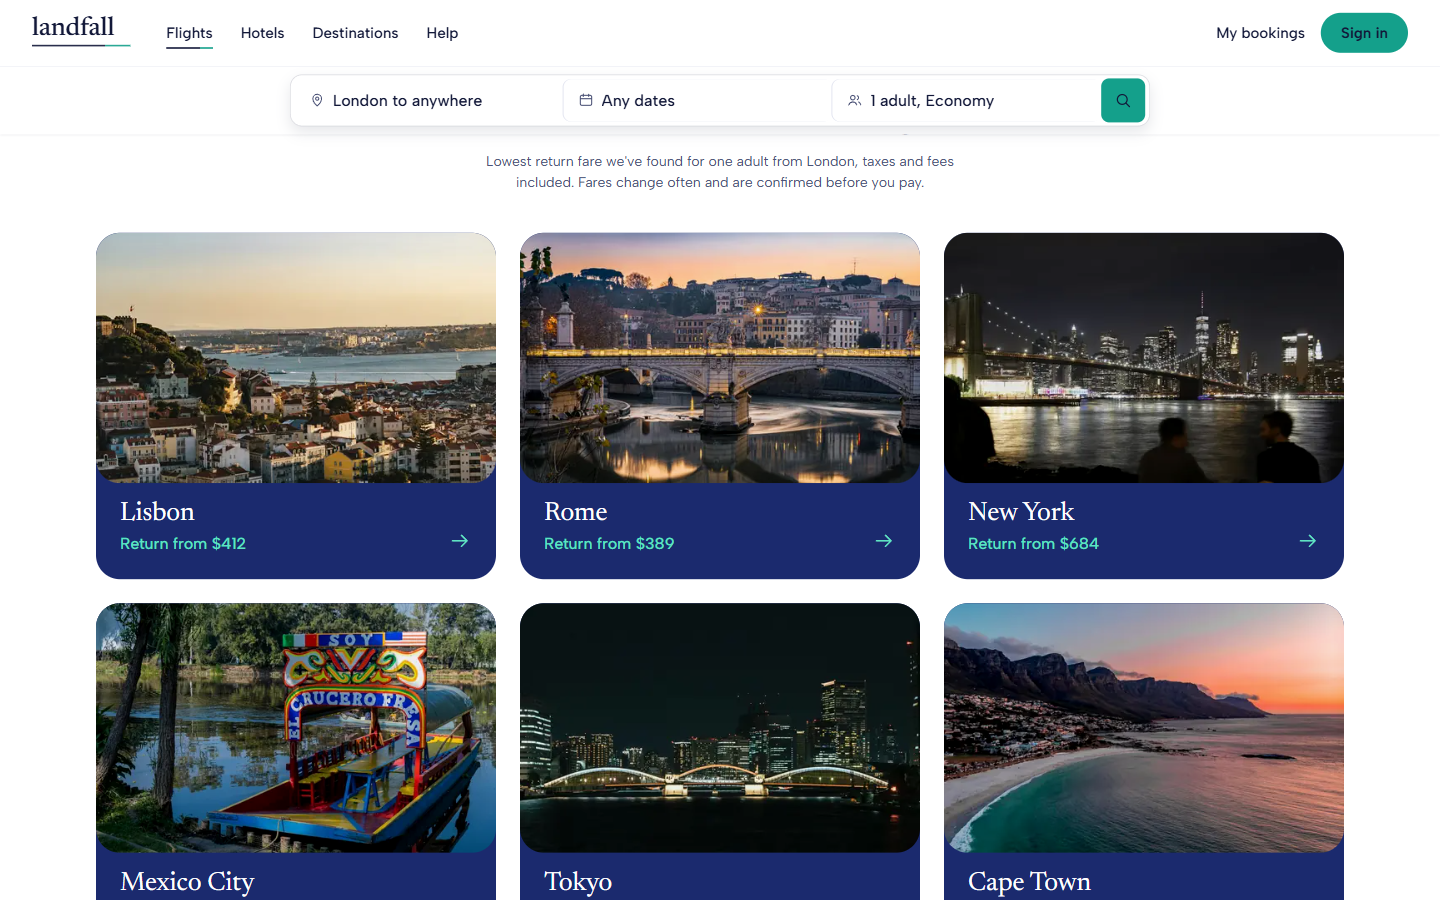 landfall
Flights
Hotels
Destinations
Help
My bookings
Sign in
London to anywhere
Any dates
1 adult, Economy
Lowest return fare we've found for one adult from London, taxes and fees
included. Fares change often and are confirmed before you pay.
Lisbon
Return from $412
Rome
Return from $389
New York
Return from $684
SOY
EL CRUCERO FRESA
Mexico City
Tokyo
Cape Town